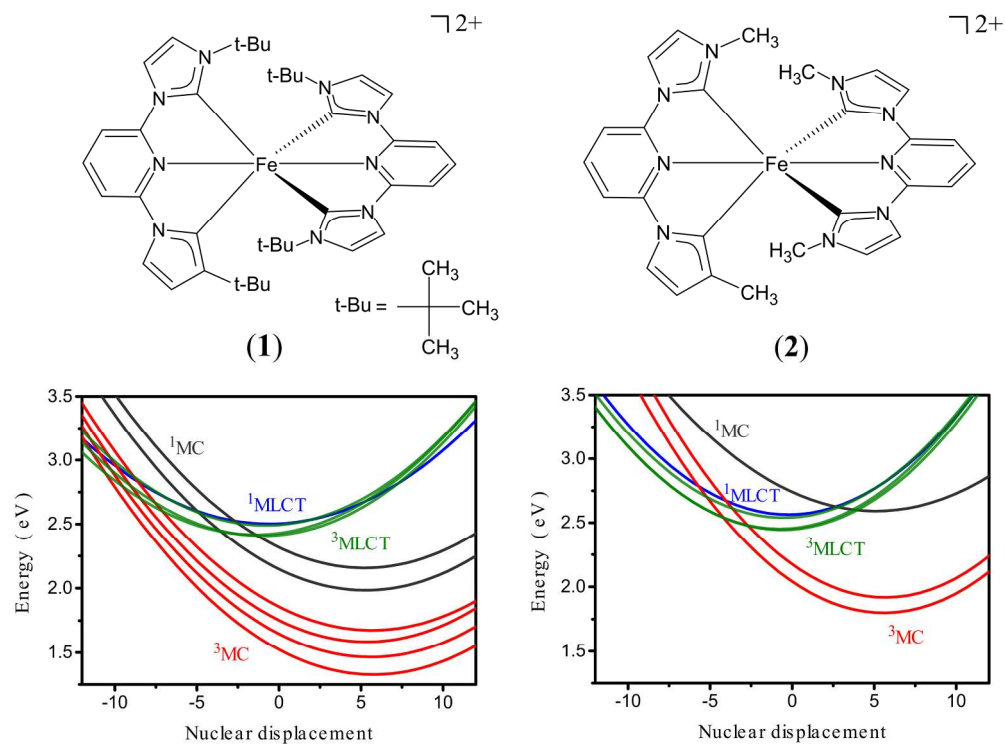 2+
t-Bu
N
N
t-Bu
N
N
N
Fe
N
N
N
t-Bu
N
N
t-Bu
t-Bu =
CH3
CH3
CH3
(1)
2+
CH3
N
N
H3C
N
N
N
Fe
N
N
N
H3C
N
N
CH3
(2)
3.5
3.0
2.5
2.0
1.5
Energy ( eV)
1MC
1MLCT
3MLCT
3MC
-10 -5 0 5 10
Nuclear displacement
3.5
3.0
2.5
2.0
1.5
Energy ( eV)
1MC
1MLCT
3MLCT
3MC
-10 -5 0 5 10
Nuclear displacement